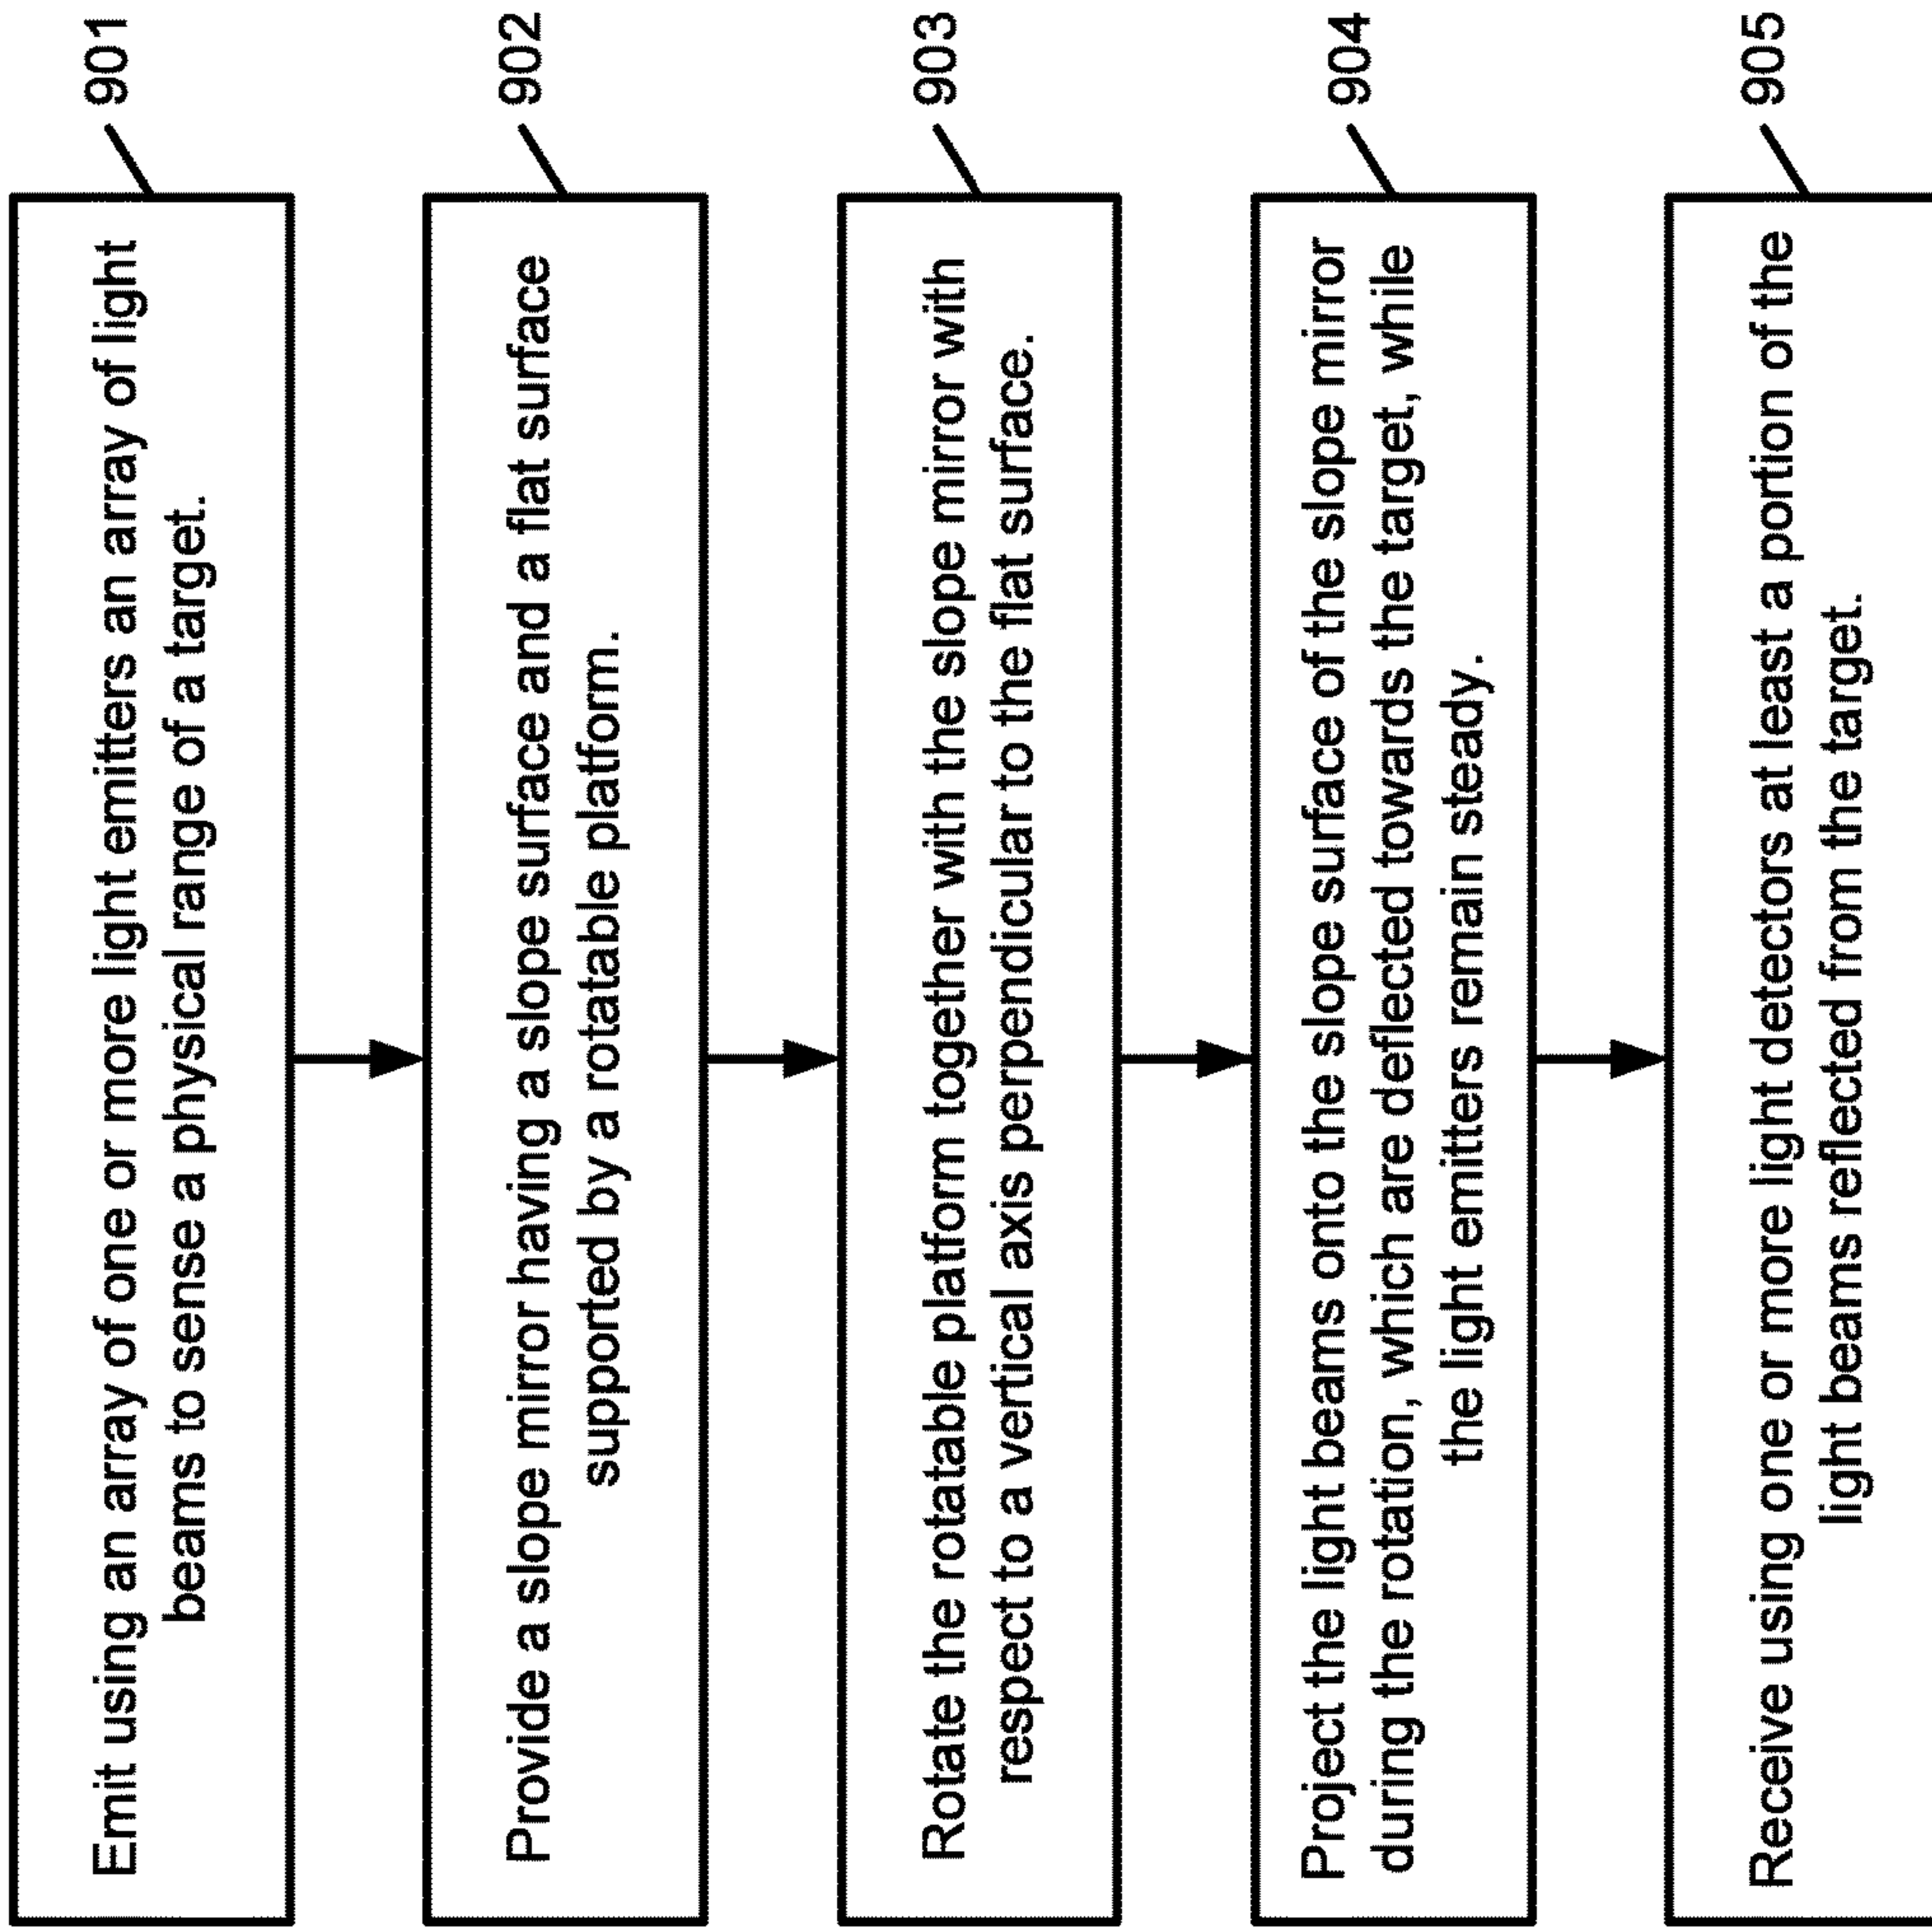 Emit using an array of one or more light emitters an array of light
beams to sense a physical range of a target.
901
Provide a slope mirror having a slope surface and a flat surface
supported by a rotatable platform.
902
Rotate the rotatable platform together with the slope mirror with
respect to a vertical axis perpendicular to the flat surface.
903
Project the light beams onto the slope surface of the slope mirror
during the rotation, which are deflected towards the target, while
the light emitters remain steady.
904
Receive using one or more light detectors at least a portion of the
light beams reflected from the target.
905